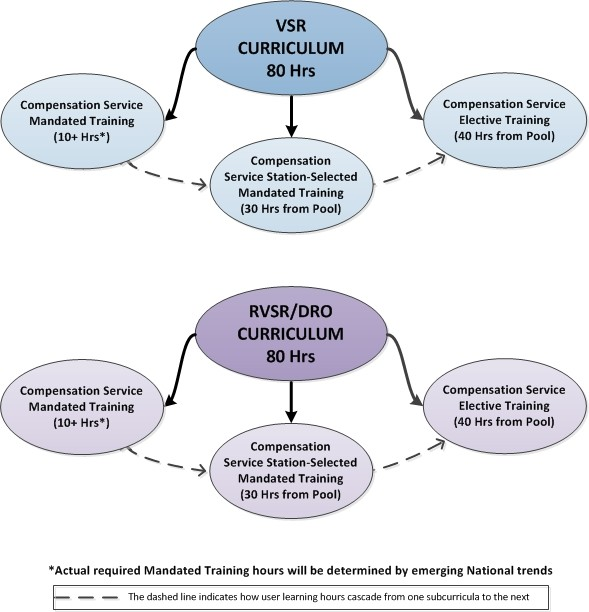 VSR
CURRICULUM
80 Hrs
Compensation Service
Mandated Training
(10+ Hrs*)
Compensation
Service Station-Selected
Mandated Training
(30 Hrs from Pool)
Compensation Service
Elective Training
(40 Hrs from Pool)
RVSR/DRO
CURRICULUM
80 Hrs
Compensation Service
Mandated Training
(10+ Hrs*)
Compensation
Service Station-Selected
Mandated Training
(30 Hrs from Pool)
Compensation Service
Elective Training
(40 Hrs from Pool)
*Actual required Mandated Training hours will be determined by emerging National trends
The dashed line indicates how user learning hours cascade from one subcurricula to the next